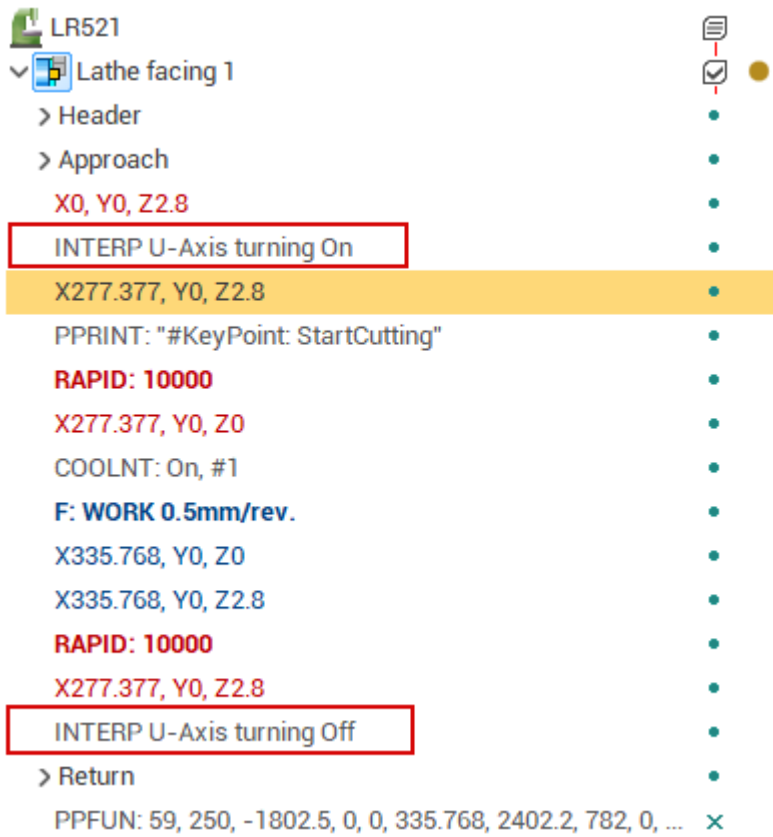 LR521
Lathe facing 1
Header
Approach
X0, Y0, Z2.8
INTERP U-Axis turning On
X277.377, Y0, Z2.8
PPRINT: "#KeyPoint: StartCutting"
RAPID: 10000
X277.377, Y0, Z0
COOLNT: On, #1
F: WORK 0.5mm/rev.
X335.768, Y0, Z0
X335.768, Y0, Z2.8
RAPID: 10000
X277.377, Y0, Z2.8
INTERP U-Axis turning Off
Return
PPFUN: 59, 250, -1802.5, 0, 0, 335.768, 2402.2, 782, 0, ...